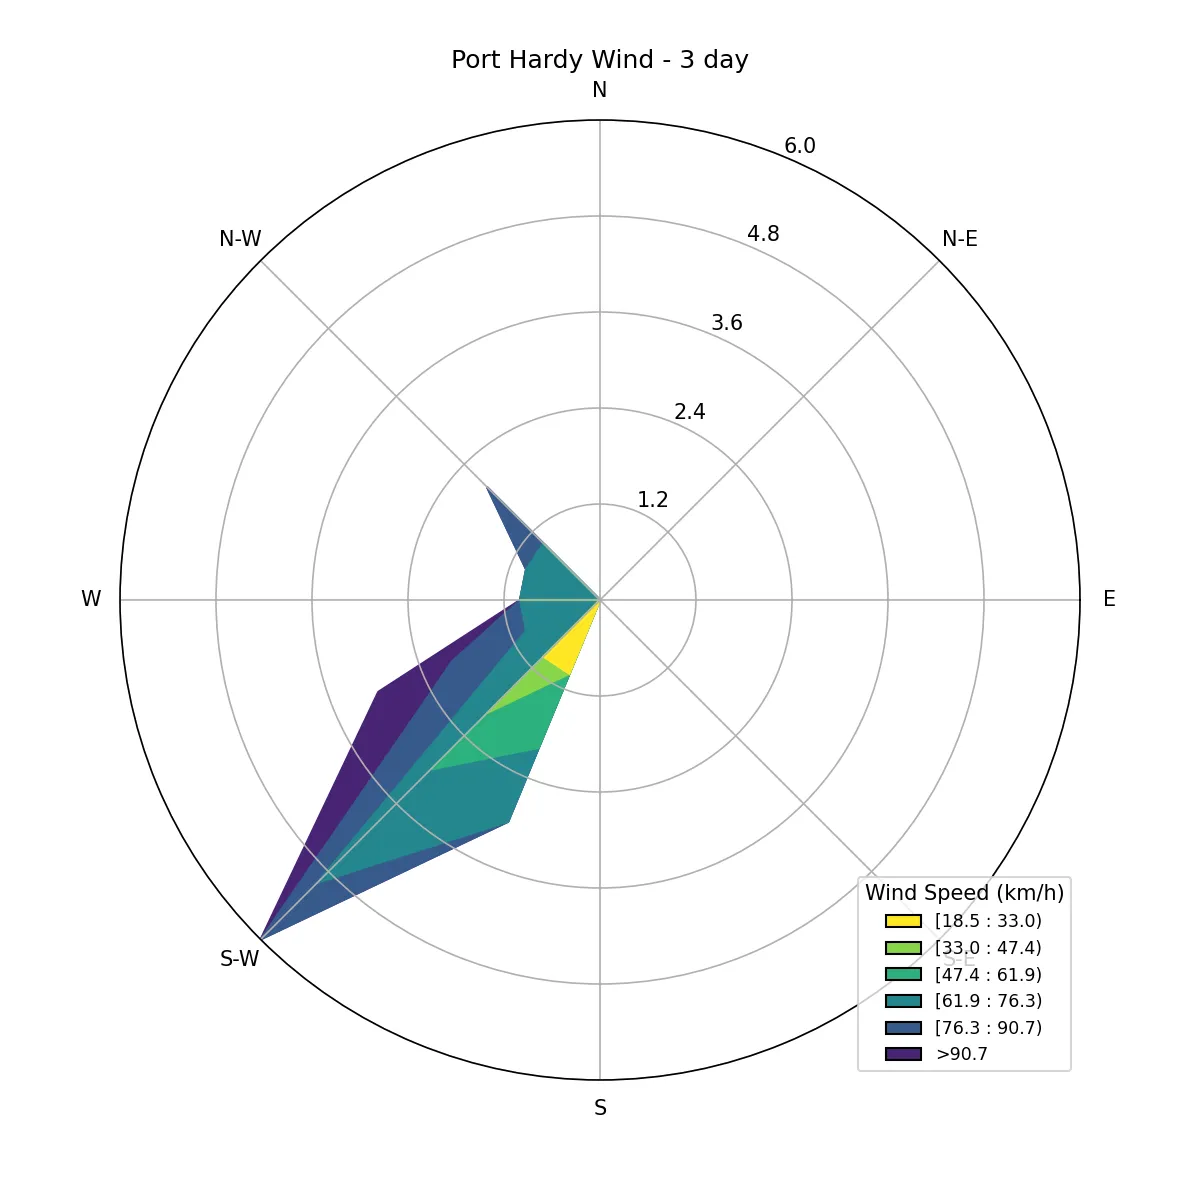 Port Hardy Wind - 3 day
N
6.0
N-W
N-E
4.8
3.6
2.4
1.2
W
E
S-W
S-E
Wind Speed (km/h)
[18.5 : 33.0)
[33.0 : 47.4)
[47.4 : 61.9)
[61.9 : 76.3)
[76.3 : 90.7)
>90.7
S